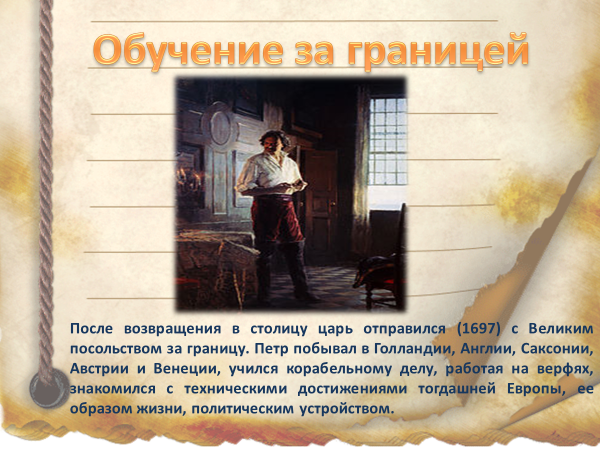 Обучение за границей
После возвращения в столицу царь отправился (1697) с Великим
посольством за границу. Петр побывал в Голландии, Англии, Саксонии,
Австрии и Венеции, учился корабельному делу, работая на верфях,
знакомился с техническими достижениями тогдашней Европы, ее
образом жизни, политическим устройством.